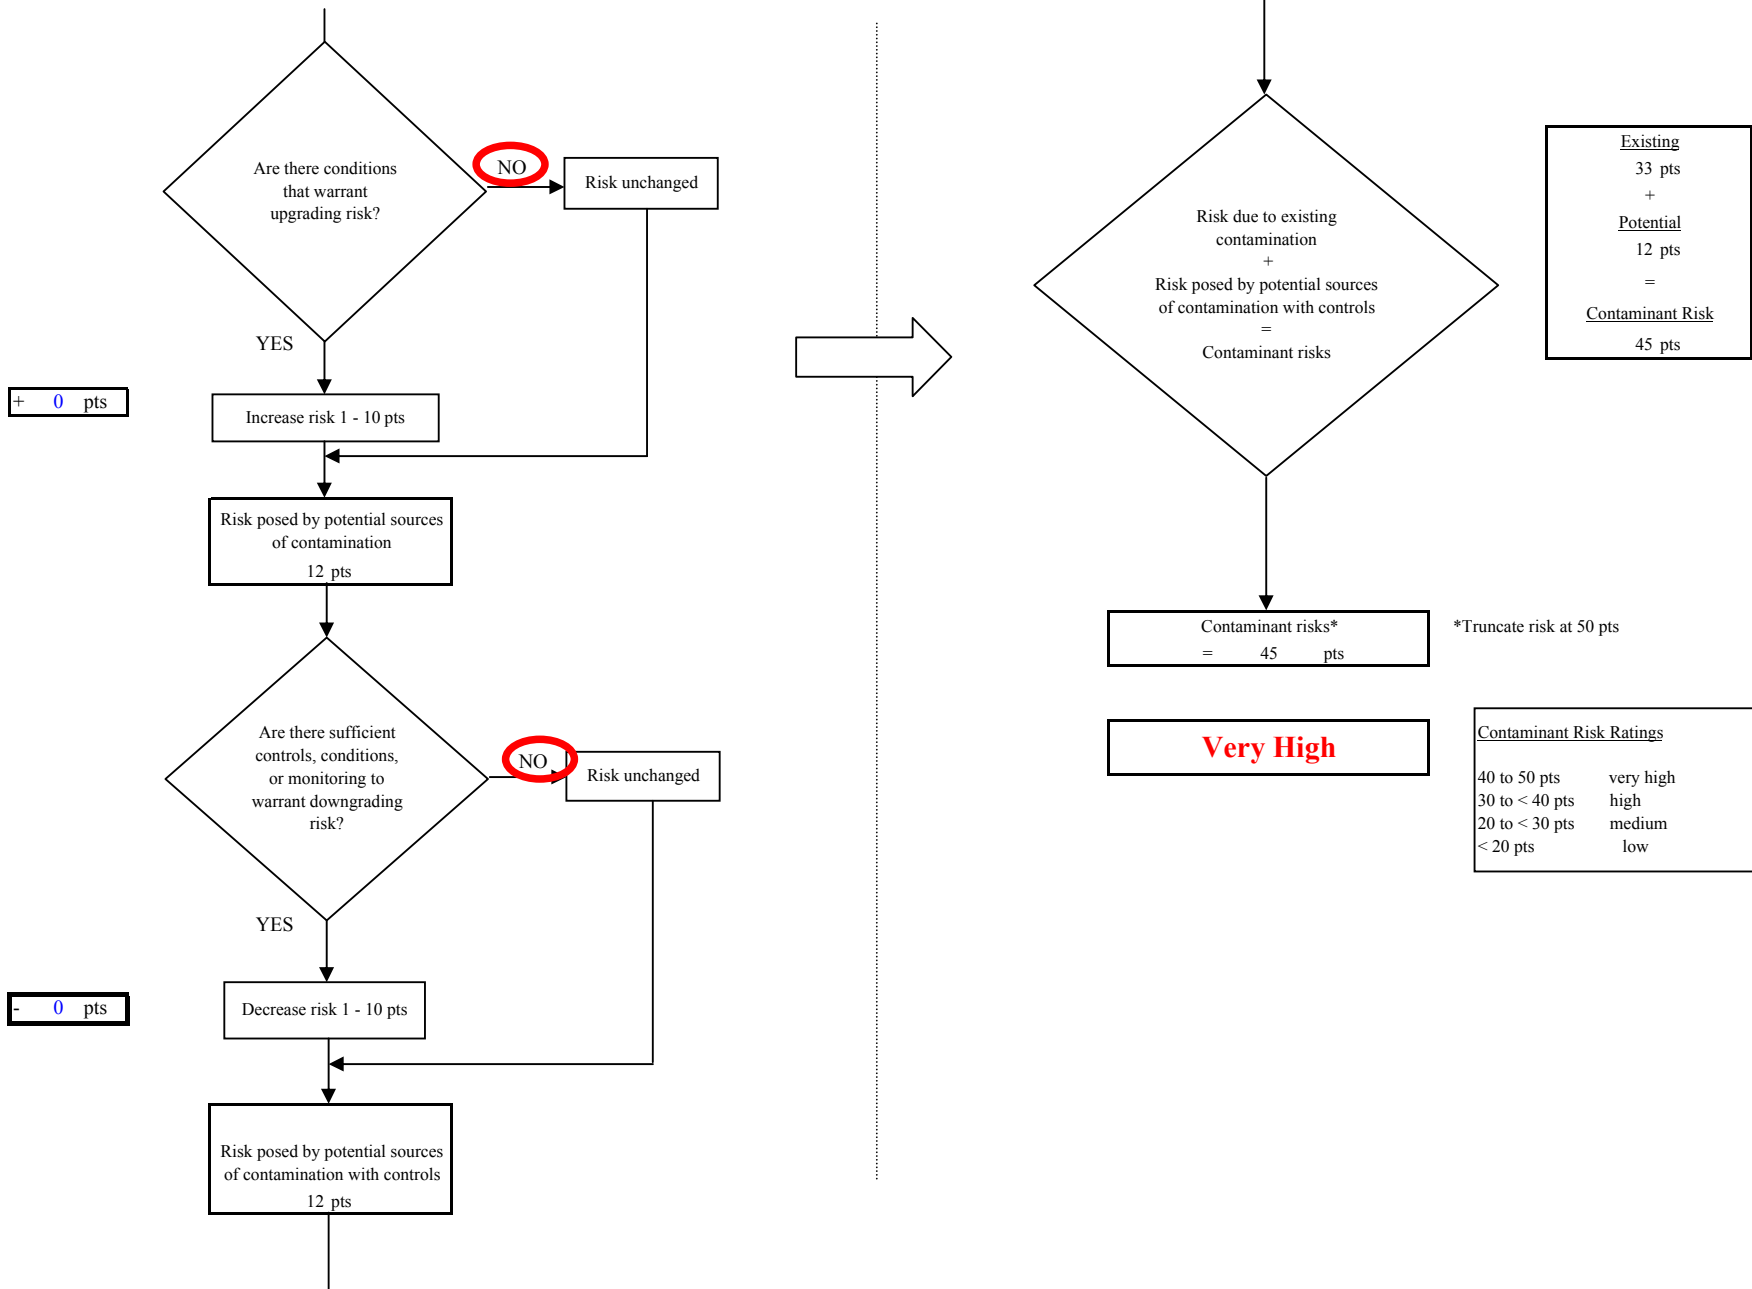 Are there conditions
that warrant
upgrading risk?
NO
Risk unchanged
YES
+ 0 pts
Increase risk 1 - 10 pts
Risk posed by potential sources
of contamination
12 pts
Are there sufficient
controls, conditions,
or monitoring to
warrant downgrading
risk?
NO
Risk unchanged
YES
- 0 pts
Decrease risk 1 - 10 pts
Risk posed by potential sources
of contamination with controls
12 pts
Risk due to existing
contamination
+
Risk posed by potential sources
of contamination with controls
=
Contaminant risks
Existing
33 pts
+
Potential
12 pts
=
Contaminant Risk
45 pts
Contaminant risks*
= 45 pts
*Truncate risk at 50 pts
Very High
Contaminant Risk Ratings
40 to 50 pts very high
30 to < 40 pts high
20 to < 30 pts medium
< 20 pts low